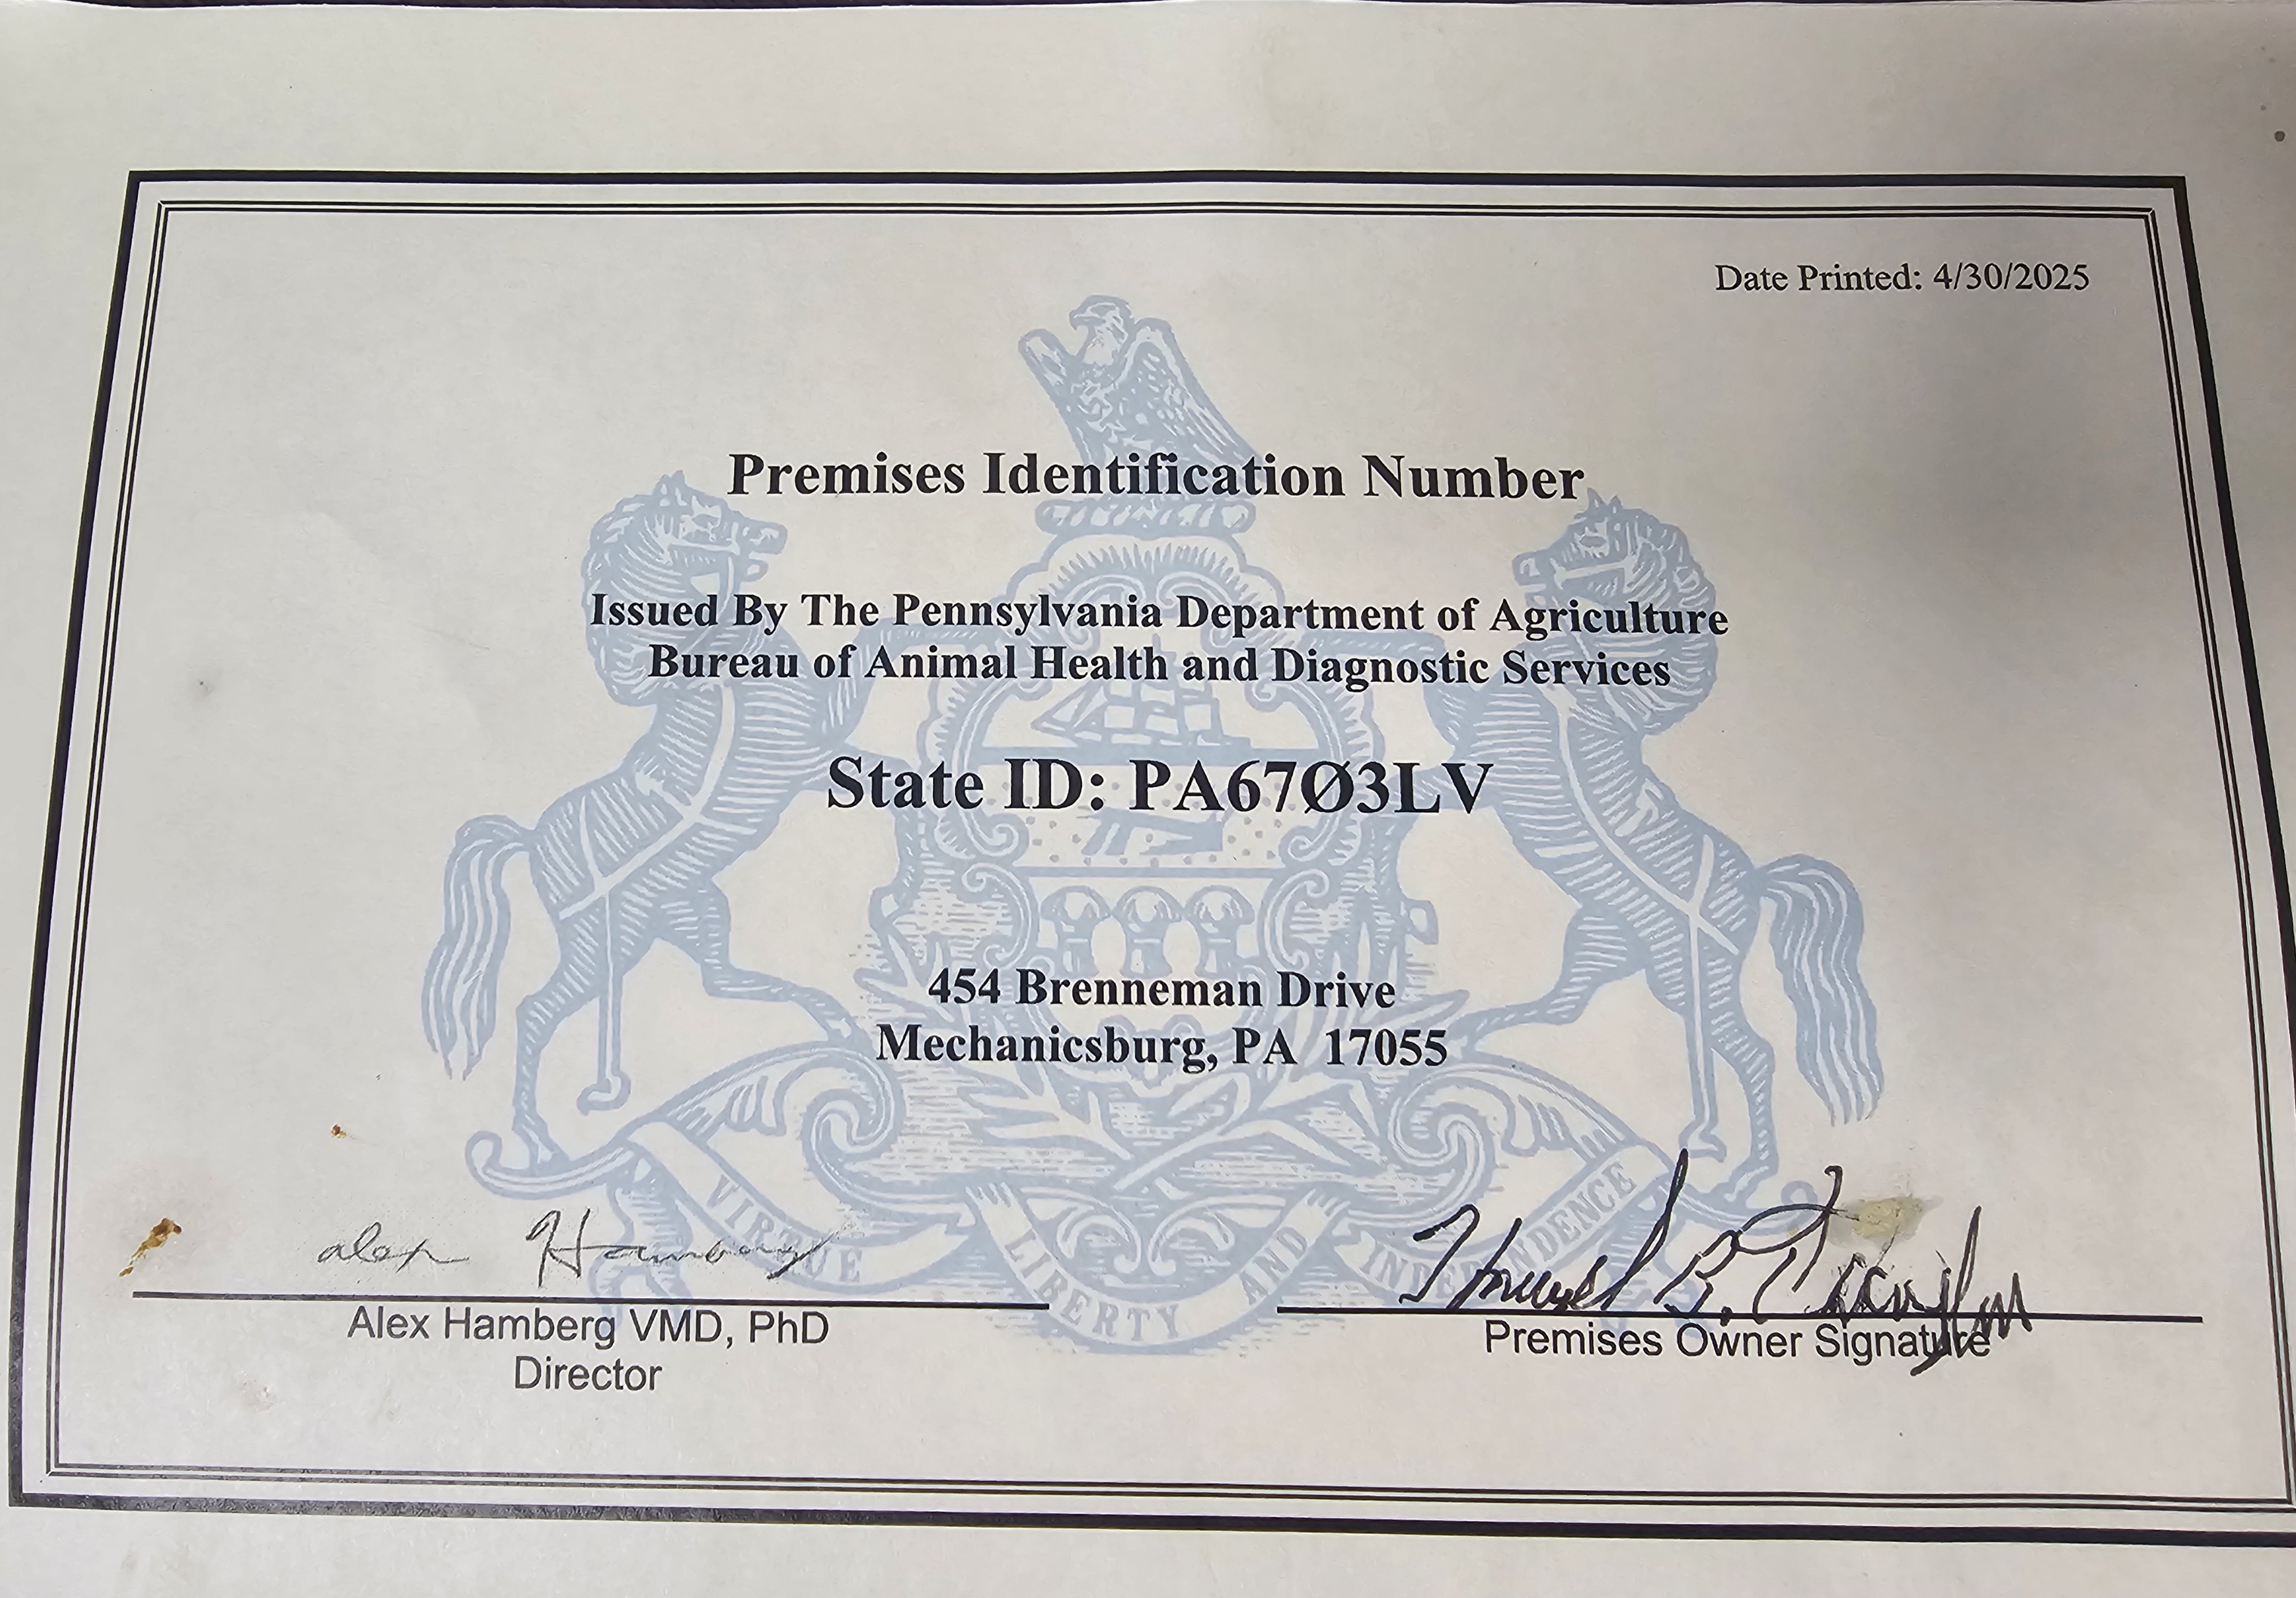 Date Printed: 4/30/2025
Premises Identification Number
Issued By The Pennsylvania Department of Agriculture
Bureau of Animal Health and Diagnostic Services
State ID: PA67Ø3LV
454 Brenneman Drive
Mechanicsburg, PA 17055
VIRTUE LIBERTY AND INDEPENDENCE
alex Hamberg
B.
Alex Hamberg VMD, PhD
Director
Premises Owner Signature